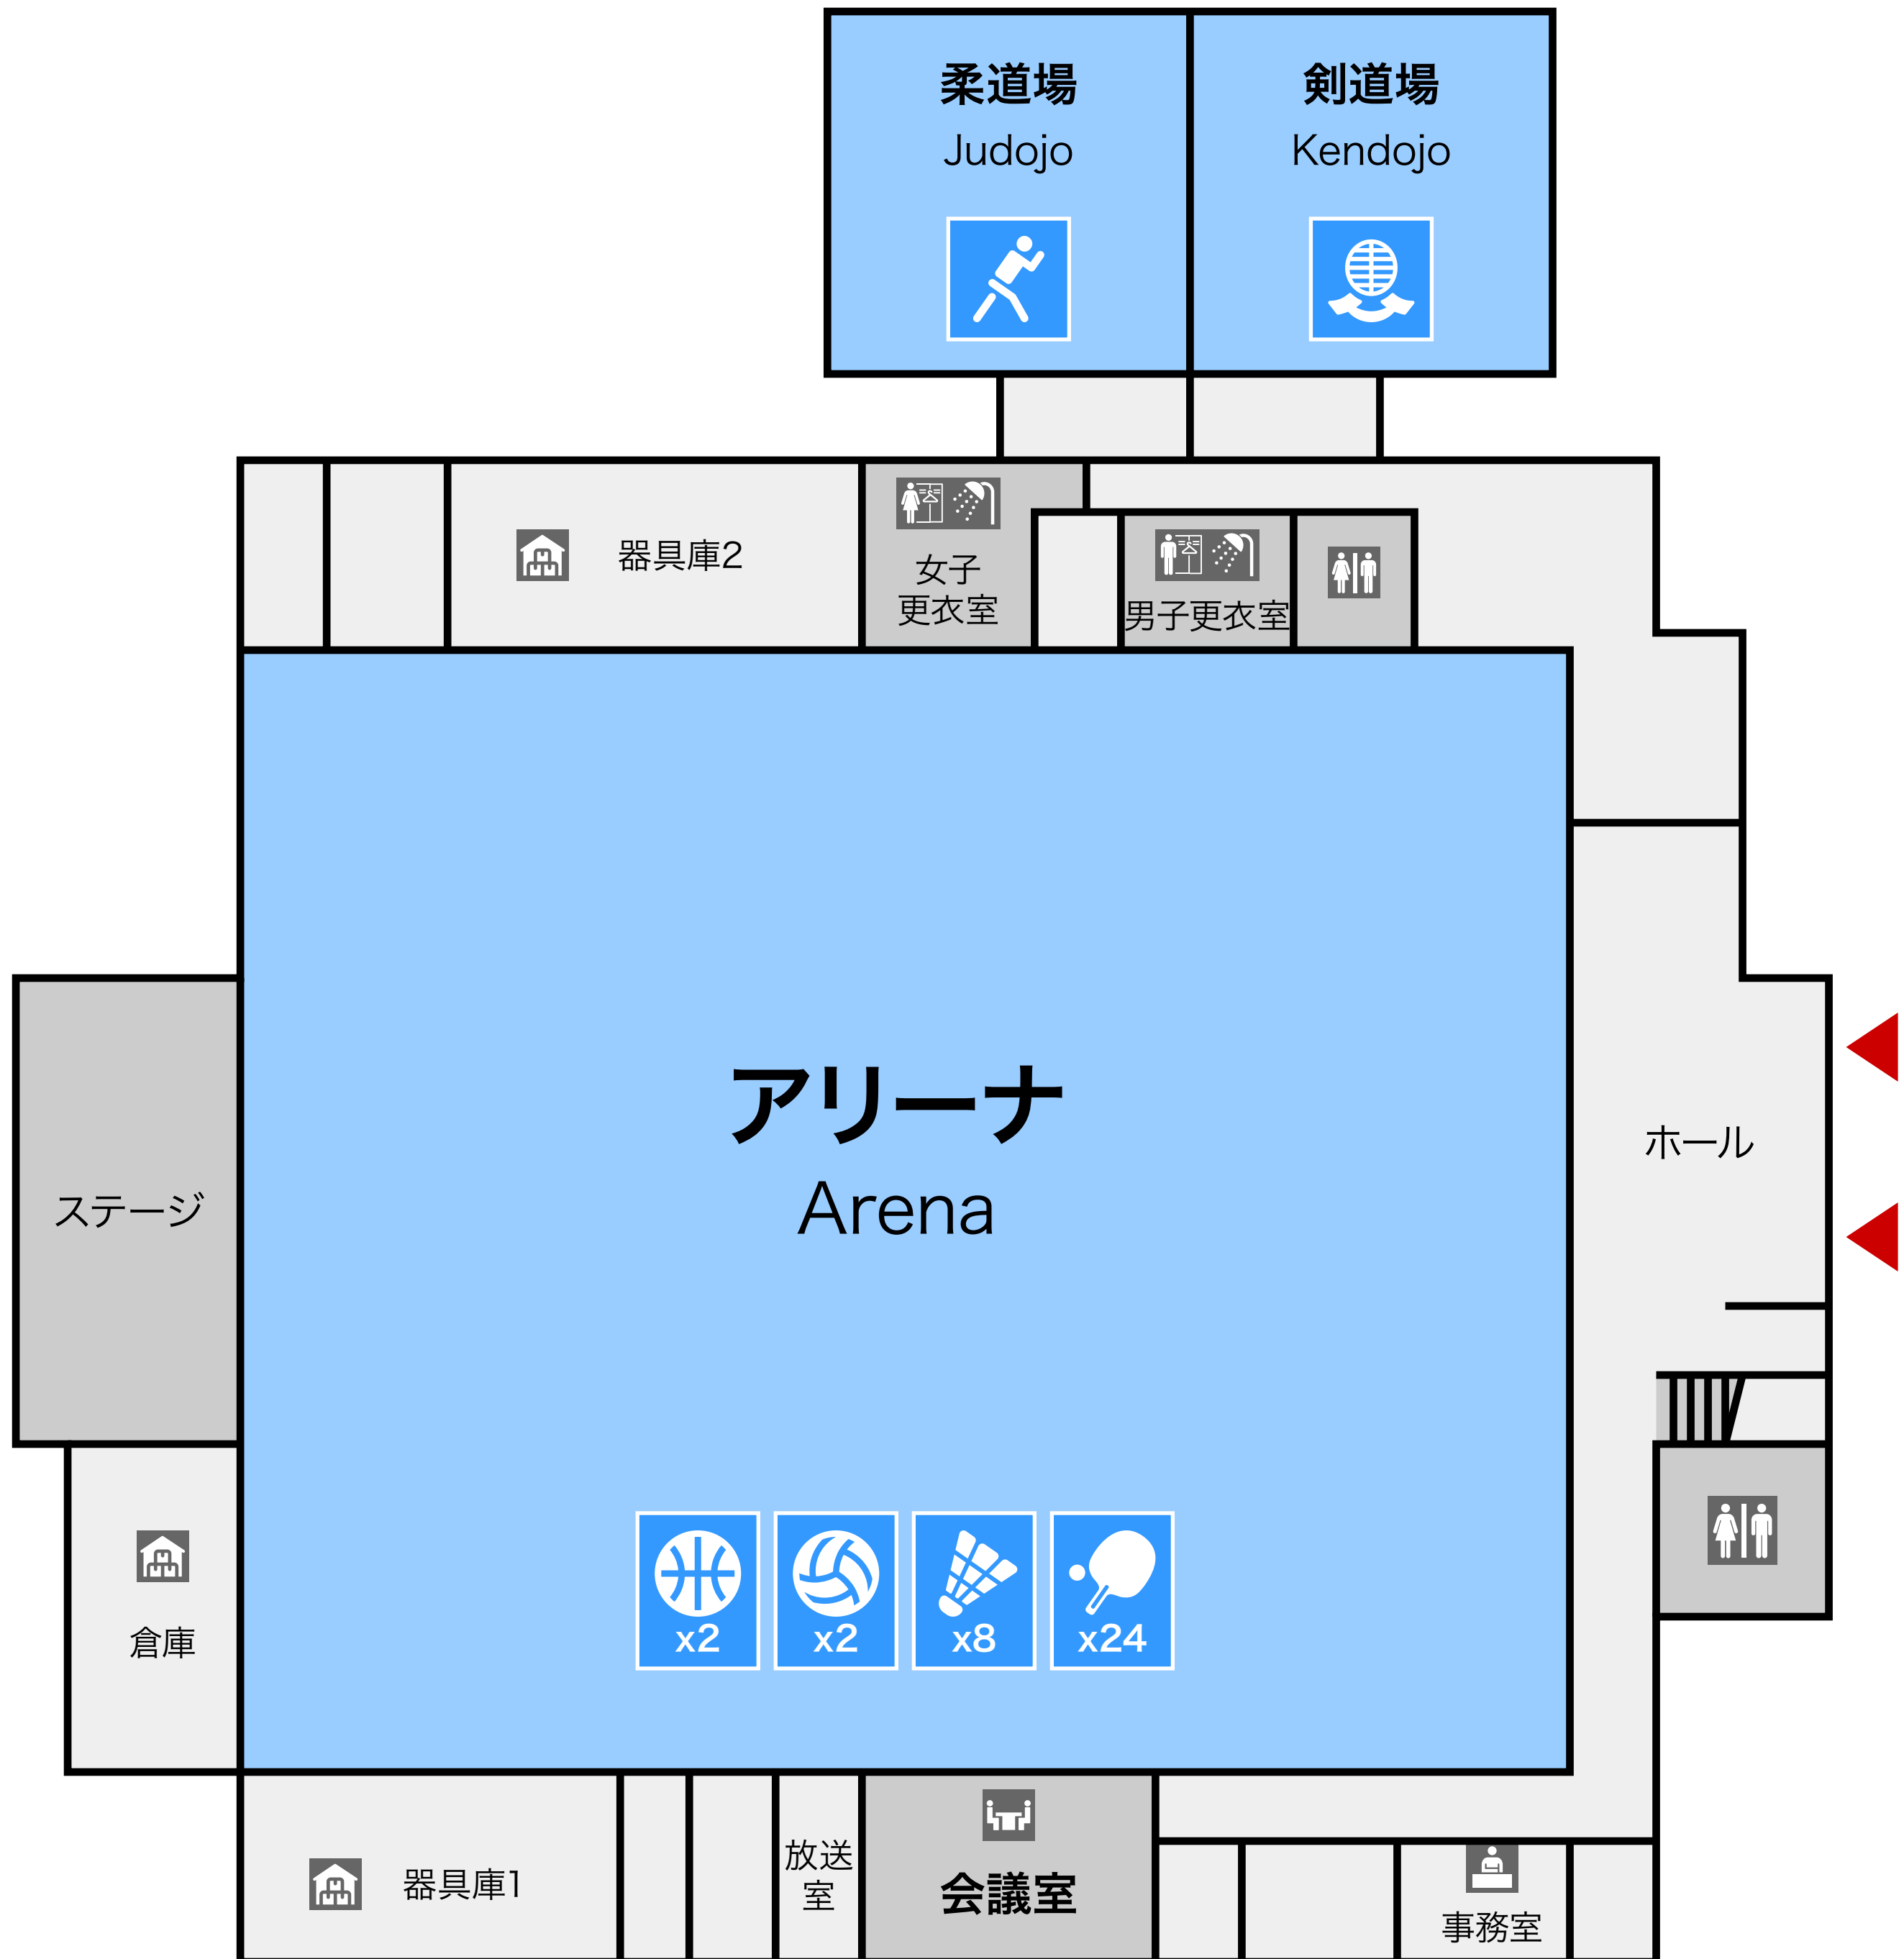 柔道場
Judojo
剣道場
Kendojo
器具庫2
女子
更衣室
男子更衣室
アリーナ
Arena
ホール
ステージ
倉庫
x2
x2
x8
x24
器具庫1
放送
室
会議室
事務室